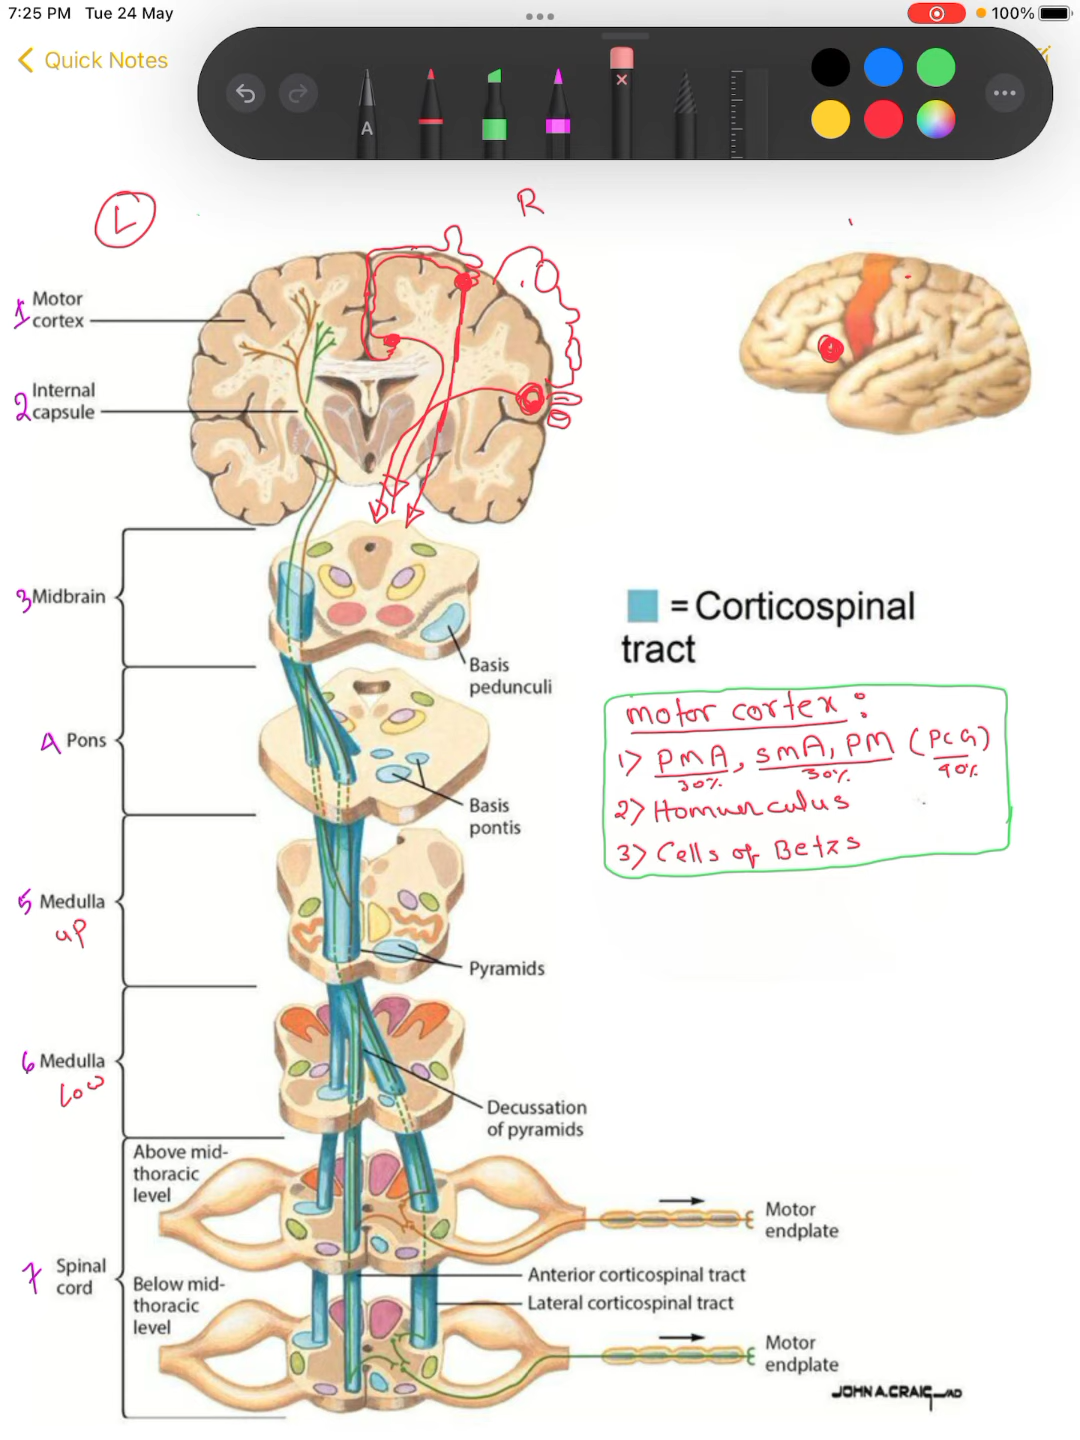 7:25 PM Tue 24 May
100%
Quick Notes
A
L
R
1 Motor
cortex
2 Internal
capsule
3 Midbrain
Basis
pedunculi
= Corticospinal
tract
motor cortex :
1) PMA, SMA, PM (PCG)
30% 30% 40%
2) Homunculus
3) Cells of Betzs
4 Pons
Basis
pontis
5 Medulla
up
Pyramids
6 Medulla
Low
Decussation
of pyramids
Above mid-
thoracic
level
Motor
endplate
7 Spinal
cord
Anterior corticospinal tract
Lateral corticospinal tract
Below mid-
thoracic
level
Motor
endplate
JOHN A. CRAIG_MD